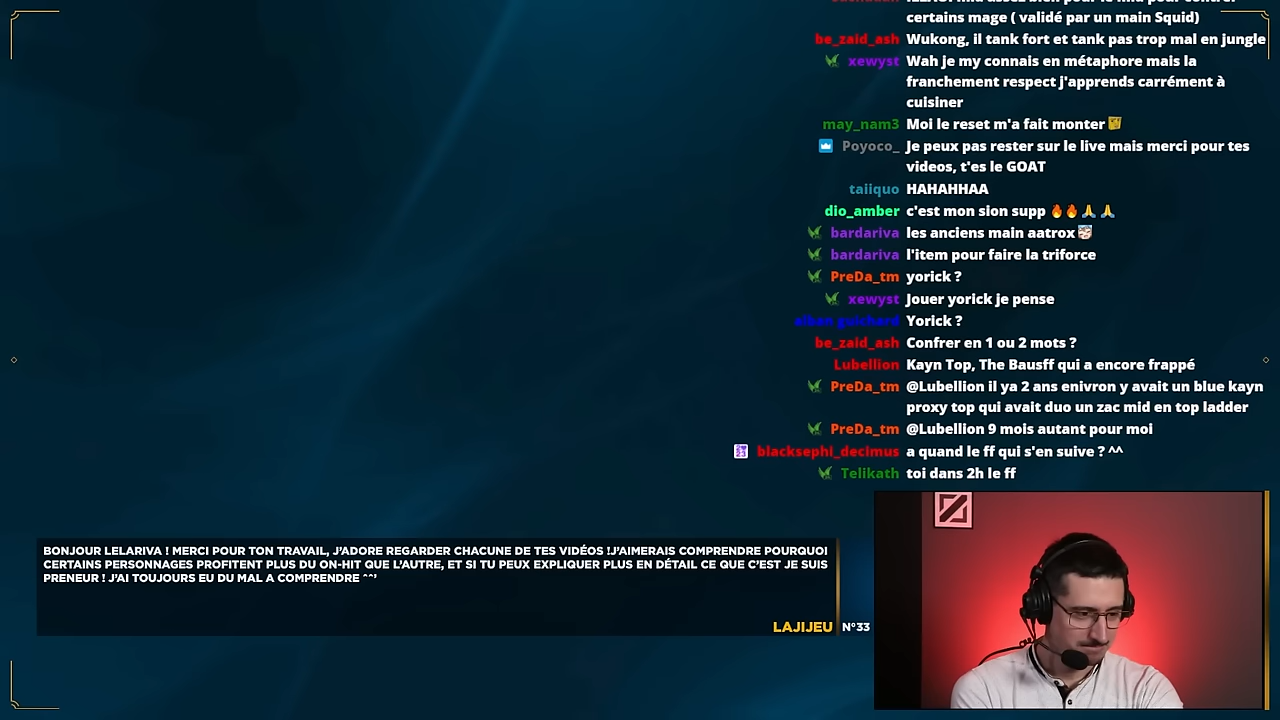 certains mage ( validé par un main Squid)
be_zaid_ash Wukong, il tank fort et tank pas trop mal en jungle
xewyst Wah je my connais en métaphore mais la
franchement respect j'apprends carrément à
cuisiner
may_nam3 Moi le reset m'a fait monter
Poyoco_ Je peux pas rester sur le live mais merci pour tes
videos, t'es le GOAT
taiiquo HAHAHHAA
dio_amber c'est mon sion supp 🔥🔥🙏🙏
bardariva les anciens main aatrox
bardariva l'item pour faire la triforce
PreDa_tm yorick ?
xewyst Jouer yorick je pense
alban guichard Yorick ?
be_zaid_ash Confrer en 1 ou 2 mots ?
Lubellion Kayn Top, The Bausff qui a encore frappé
PreDa_tm @Lubellion il ya 2 ans enivron y avait un blue kayn
proxy top qui avait duo un zac mid en top ladder
PreDa_tm @Lubellion 9 mois autant pour moi
blacksephi_decimus a quand le ff qui s'en suive ? ^^
Telikath toi dans 2h le ff
BONJOUR LELARIVA ! MERCI POUR TON TRAVAIL, J'ADORE REGARDER CHACUNE DE TES VIDÉOS !J'AIMERAIS COMPRENDRE POURQUOI
CERTAINS PERSONNAGES PROFITENT PLUS DU ON-HIT QUE L'AUTRE, ET SI TU PEUX EXPLIQUER PLUS EN DÉTAIL CE QUE C'EST JE SUIS
PRENEUR ! J'AI TOUJOURS EU DU MAL A COMPRENDRE ^^'
LAJIJEU N°33